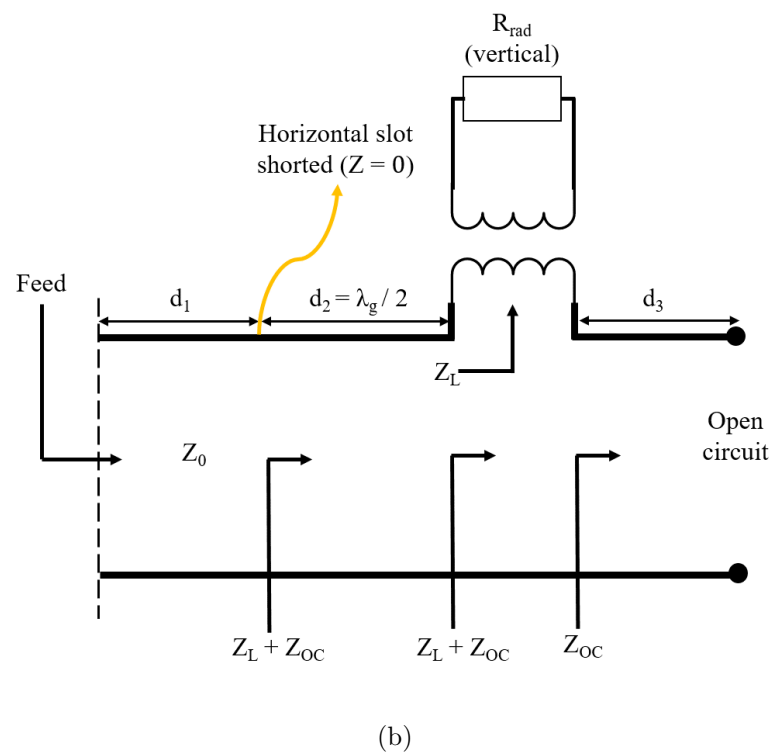 R_rad
(vertical)
Horizontal slot
shorted (Z = 0)
Feed
d_1
d_2 = λ_g / 2
d_3
Z_L
Open
circuit
Z_0
Z_L + Z_OC
Z_L + Z_OC
Z_OC
(b)